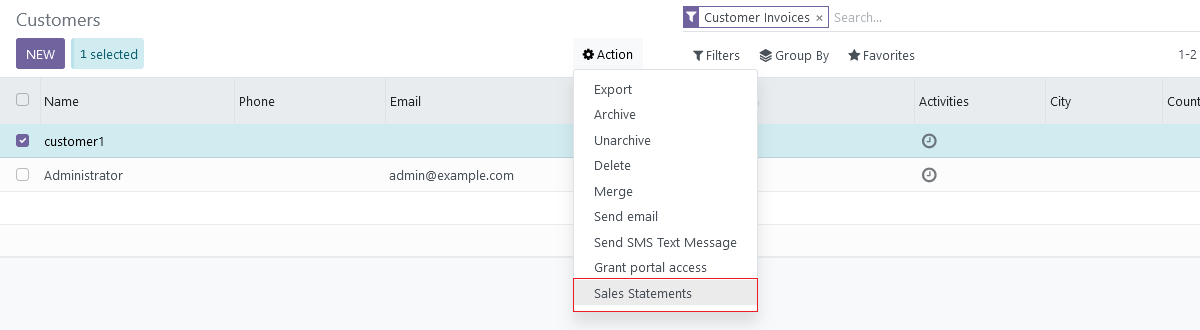 Customers
Customer Invoices × Search...
NEW 1 selected Action Filters Group By Favorites 1-2
Name Phone Email Activities City Count
customer1
Administrator admin@example.com
Export
Archive
Unarchive
Delete
Merge
Send email
Send SMS Text Message
Grant portal access
Sales Statements